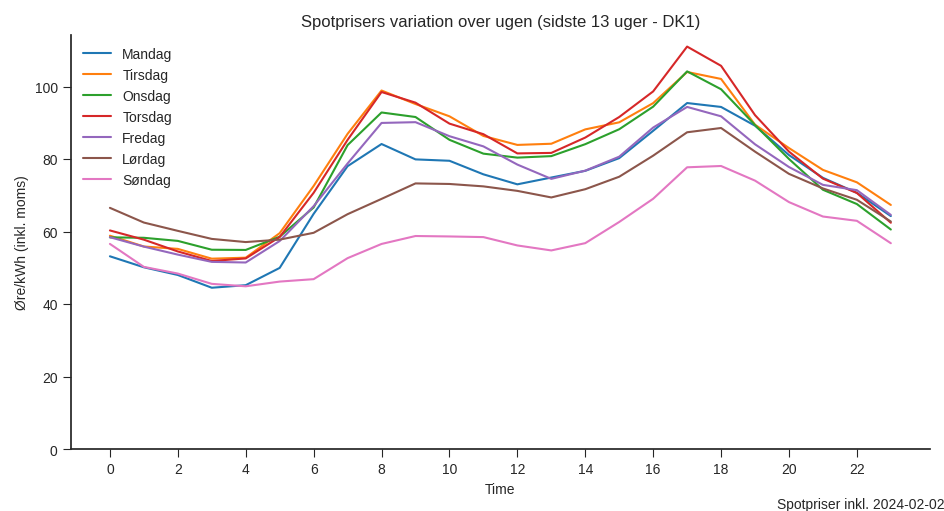 Spotprisers variation over ugen (sidste 13 uger - DK1)
Mandag
Tirsdag
Onsdag
Torsdag
Fredag
Lørdag
Søndag
Øre/kWh (inkl. moms)
100
80
60
40
20
0
0 2 4 6 8 10 12 14 16 18 20 22
Time
Spotpriser inkl. 2024-02-02